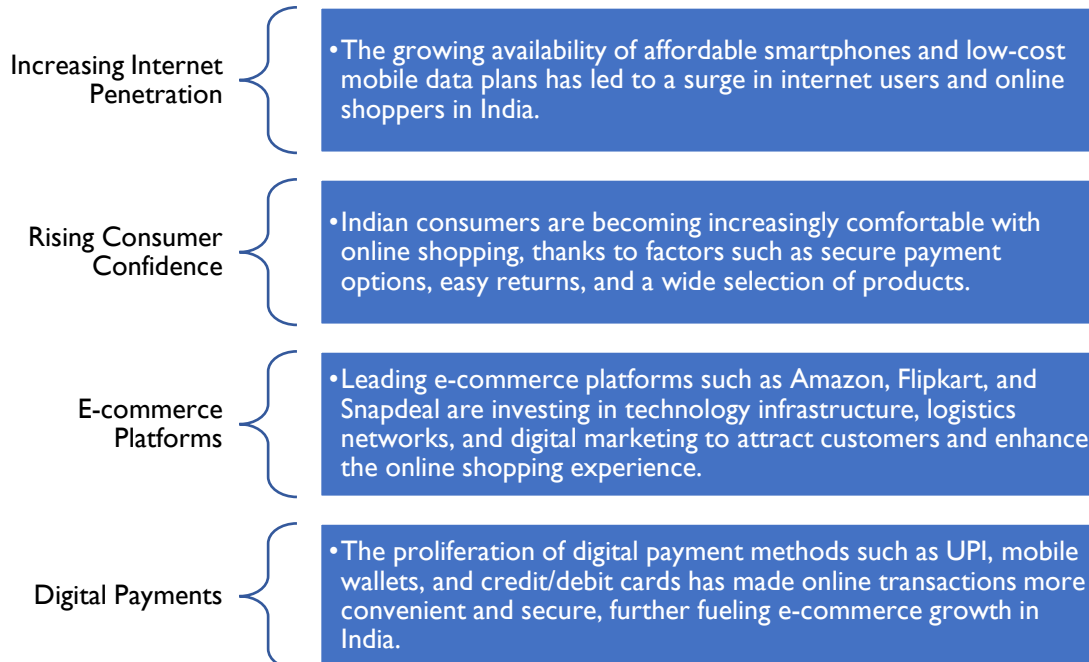 Increasing Internet
Penetration
•The growing availability of affordable smartphones and low-cost
mobile data plans has led to a surge in internet users and online
shoppers in India.
Rising Consumer
Confidence
•Indian consumers are becoming increasingly comfortable with
online shopping, thanks to factors such as secure payment
options, easy returns, and a wide selection of products.
E-commerce
Platforms
•Leading e-commerce platforms such as Amazon, Flipkart, and
Snapdeal are investing in technology infrastructure, logistics
networks, and digital marketing to attract customers and enhance
the online shopping experience.
Digital Payments
•The proliferation of digital payment methods such as UPI, mobile
wallets, and credit/debit cards has made online transactions more
convenient and secure, further fueling e-commerce growth in
India.